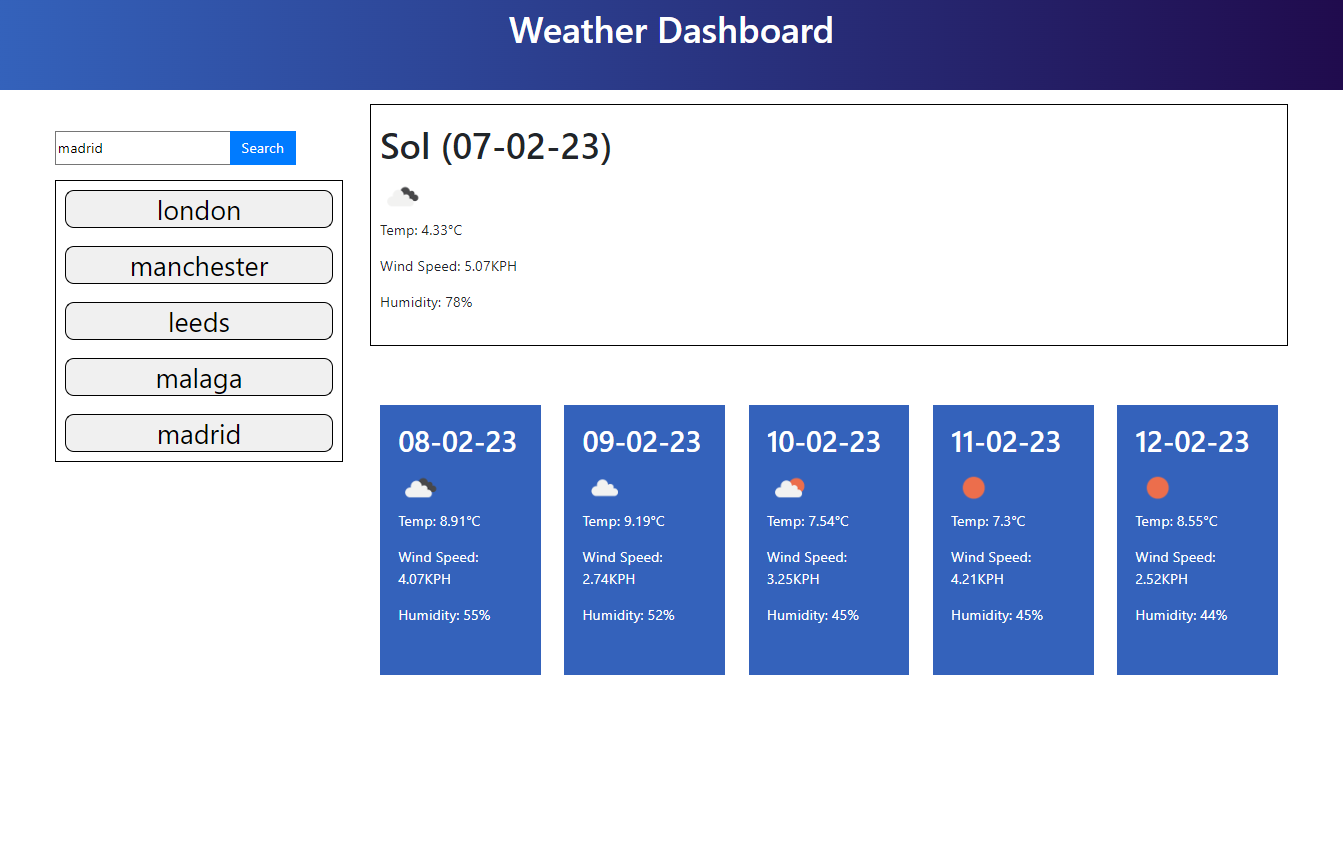 Weather Dashboard
madrid
Search
london
manchester
leeds
malaga
madrid
Sol (07-02-23)
Temp: 4.33°C
Wind Speed: 5.07KPH
Humidity: 78%
08-02-23
Temp: 8.91°C
Wind Speed:
4.07KPH
Humidity: 55%
09-02-23
Temp: 9.19°C
Wind Speed:
2.74KPH
Humidity: 52%
10-02-23
Temp: 7.54°C
Wind Speed:
3.25KPH
Humidity: 45%
11-02-23
Temp: 7.3°C
Wind Speed:
4.21KPH
Humidity: 45%
12-02-23
Temp: 8.55°C
Wind Speed:
2.52KPH
Humidity: 44%